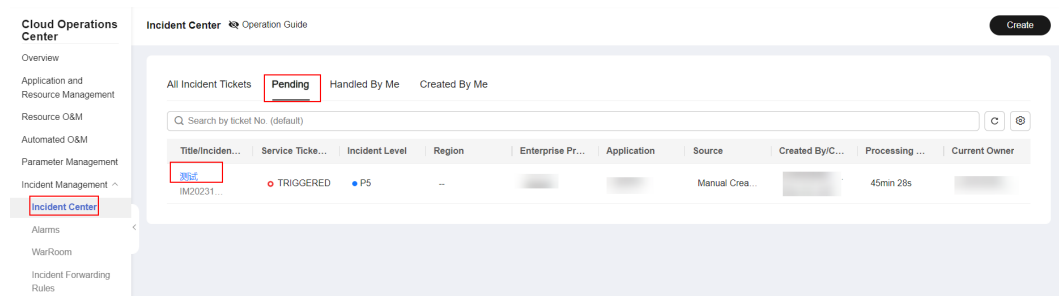 Cloud Operations
Center
Incident Center Operation Guide
Create
Overview
Application and
Resource Management
Resource O&M
Automated O&M
Parameter Management
Incident Management
Incident Center
Alarms
WarRoom
Incident Forwarding
Rules
All Incident Tickets Pending Handled By Me Created By Me
Search by ticket No. (default)
Title/Inciden... Service Ticke... Incident Level Region Enterprise Pr... Application Source Created By/C... Processing ... Current Owner
测试 TRIGGERED P5 -- Manual Crea... 45min 28s
IM20231...